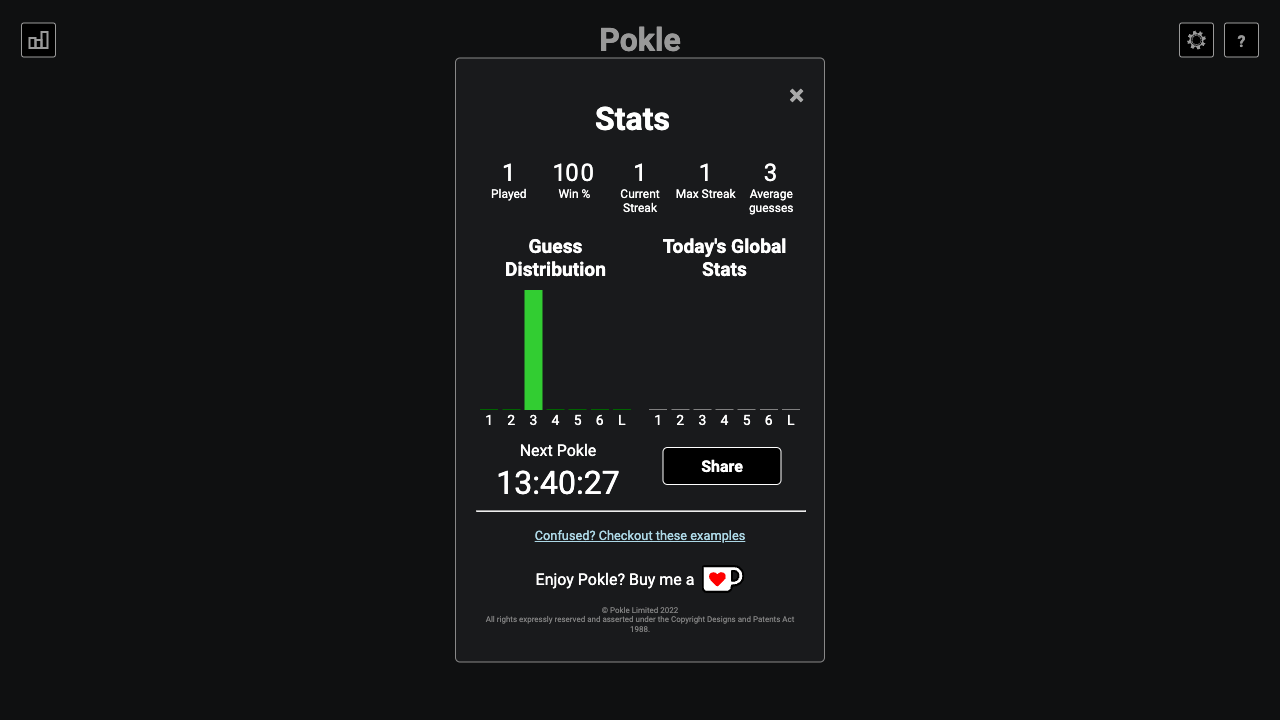 Pokle
?
×
Stats
1 100 1 1 3
Played Win % Current Max Streak Average
Streak guesses
Guess Today's Global
Distribution Stats
1 2 3 4 5 6 L 1 2 3 4 5 6 L
Next Pokle
13:40:27
Share
Confused? Checkout these examples
Enjoy Pokle? Buy me a
© Pokle Limited 2022
All rights expressly reserved and asserted under the Copyright Designs and Patents Act
1988.